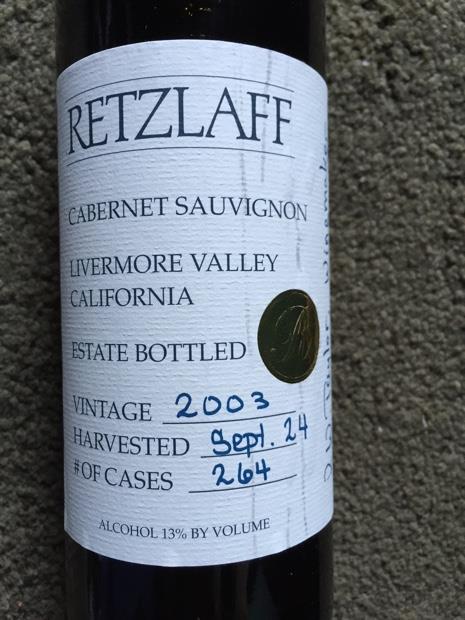 RETZLAFF
CABERNET SAUVIGNON
LIVERMORE VALLEY
CALIFORNIA
ESTATE BOTTLED
VINTAGE 2003
HARVESTED Sept. 24
# OF CASES 264
ALCOHOL 13% BY VOLUME